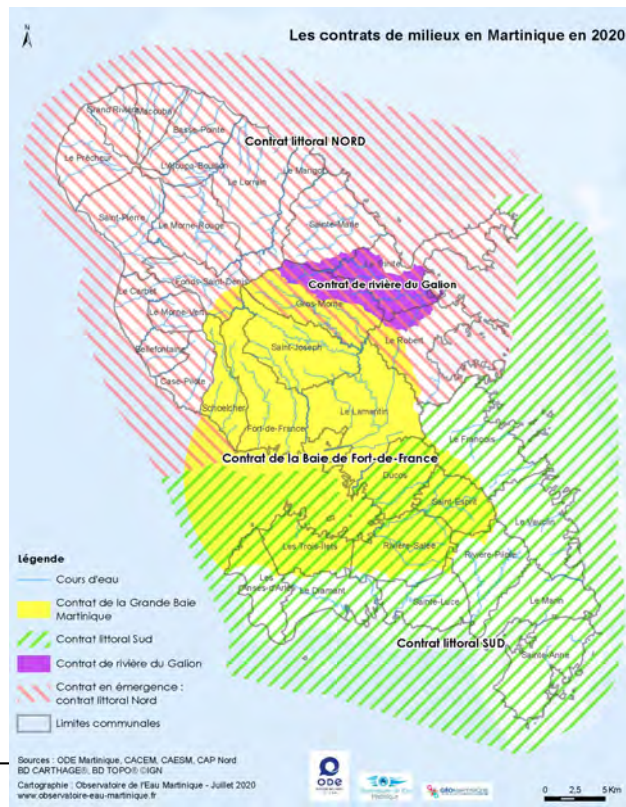 N
Les contrats de milieux en Martinique en 2020
Grand'Rivière
Macouba
Basse-Pointe
Contrat littoral NORD
Le Prêcheur
L'Ajoupa-Bouillon
Le Lorrain
Le Marigot
Saint-Pierre
Le Morne-Rouge
Sainte-Marie
La Trinité
Fonds-Saint-Denis
Contrat de rivière du Galion
Le Carbet
Gros-Morne
Le Morne-Vert
Le Robert
Bellefontaine
Saint-Joseph
Case-Pilote
Schoelcher
Le Lamentin
Fort-de-France
Le François
Contrat de la Baie de Fort-de-France
Ducos
Saint-Esprit
Le Vauclin
Les Trois-Ilets
Rivière-Salée
Rivière-Pilote
Les Anses-d'Arlet
Le Diamant
Sainte-Luce
Le Marin
Contrat littoral SUD
Sainte-Anne
Légende
Cours d'eau
Contrat de la Grande Baie
Martinique
Contrat littoral Sud
Contrat de rivière du Galion
Contrat en émergence :
contrat littoral Nord
Limites communales
Sources : ODE Martinique, CACEM, CAESM, CAP Nord
BD CARTHAGE®, BD TOPO® ©IGN
Cartographie : Observatoire de l'Eau Martinique - Juillet 2020
www.observatoire-eau-martinique.fr
ODE
GÉOMARTINIQUE
0 2,5 5 Km